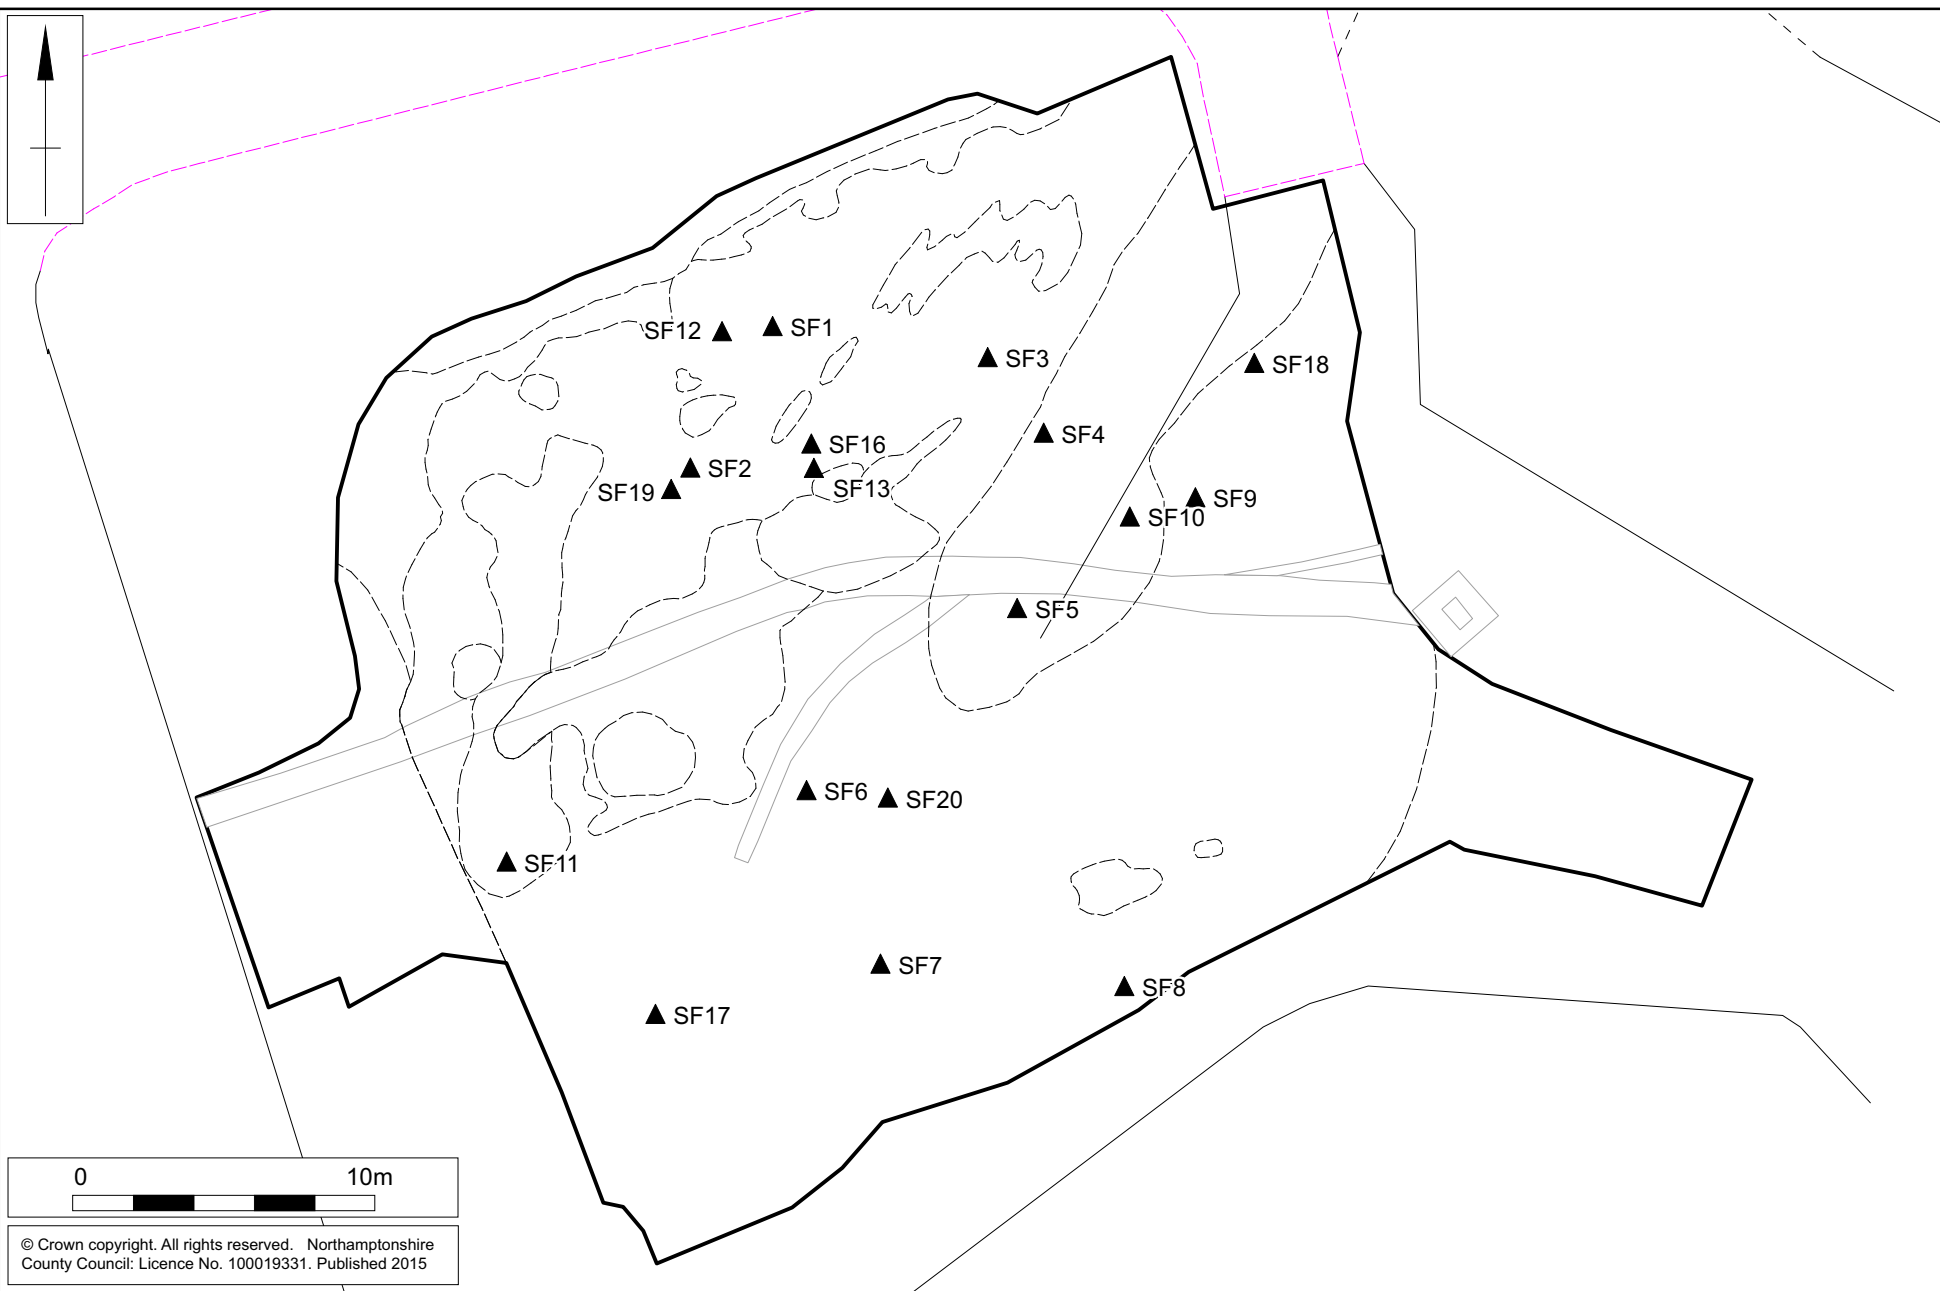 SF12
SF1
SF3
SF18
SF4
SF16
SF2
SF13
SF19
SF9
SF10
SF5
SF6
SF20
SF11
SF7
SF8
SF17
0 10m
© Crown copyright. All rights reserved. Northamptonshire
County Council: Licence No. 100019331. Published 2015